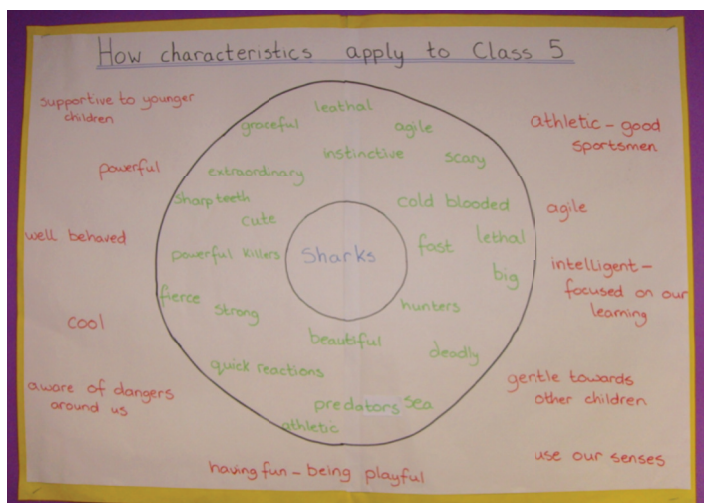 How characteristics apply to Class 5
supportive to younger
children
powerful
well behaved
cool
aware of dangers
around us
having fun - being playful
leathal
graceful
agile
instinctive
scary
extraordinary
sharp teeth
cold blooded
cute
lethal
fast
powerful killers
Sharks
big
fierce
strong
hunters
beautiful
deadly
quick reactions
predators
sea
athletic
athletic - good
sportsmen
agile
intelligent -
focused on our
learning
gentle towards
other children
use our senses